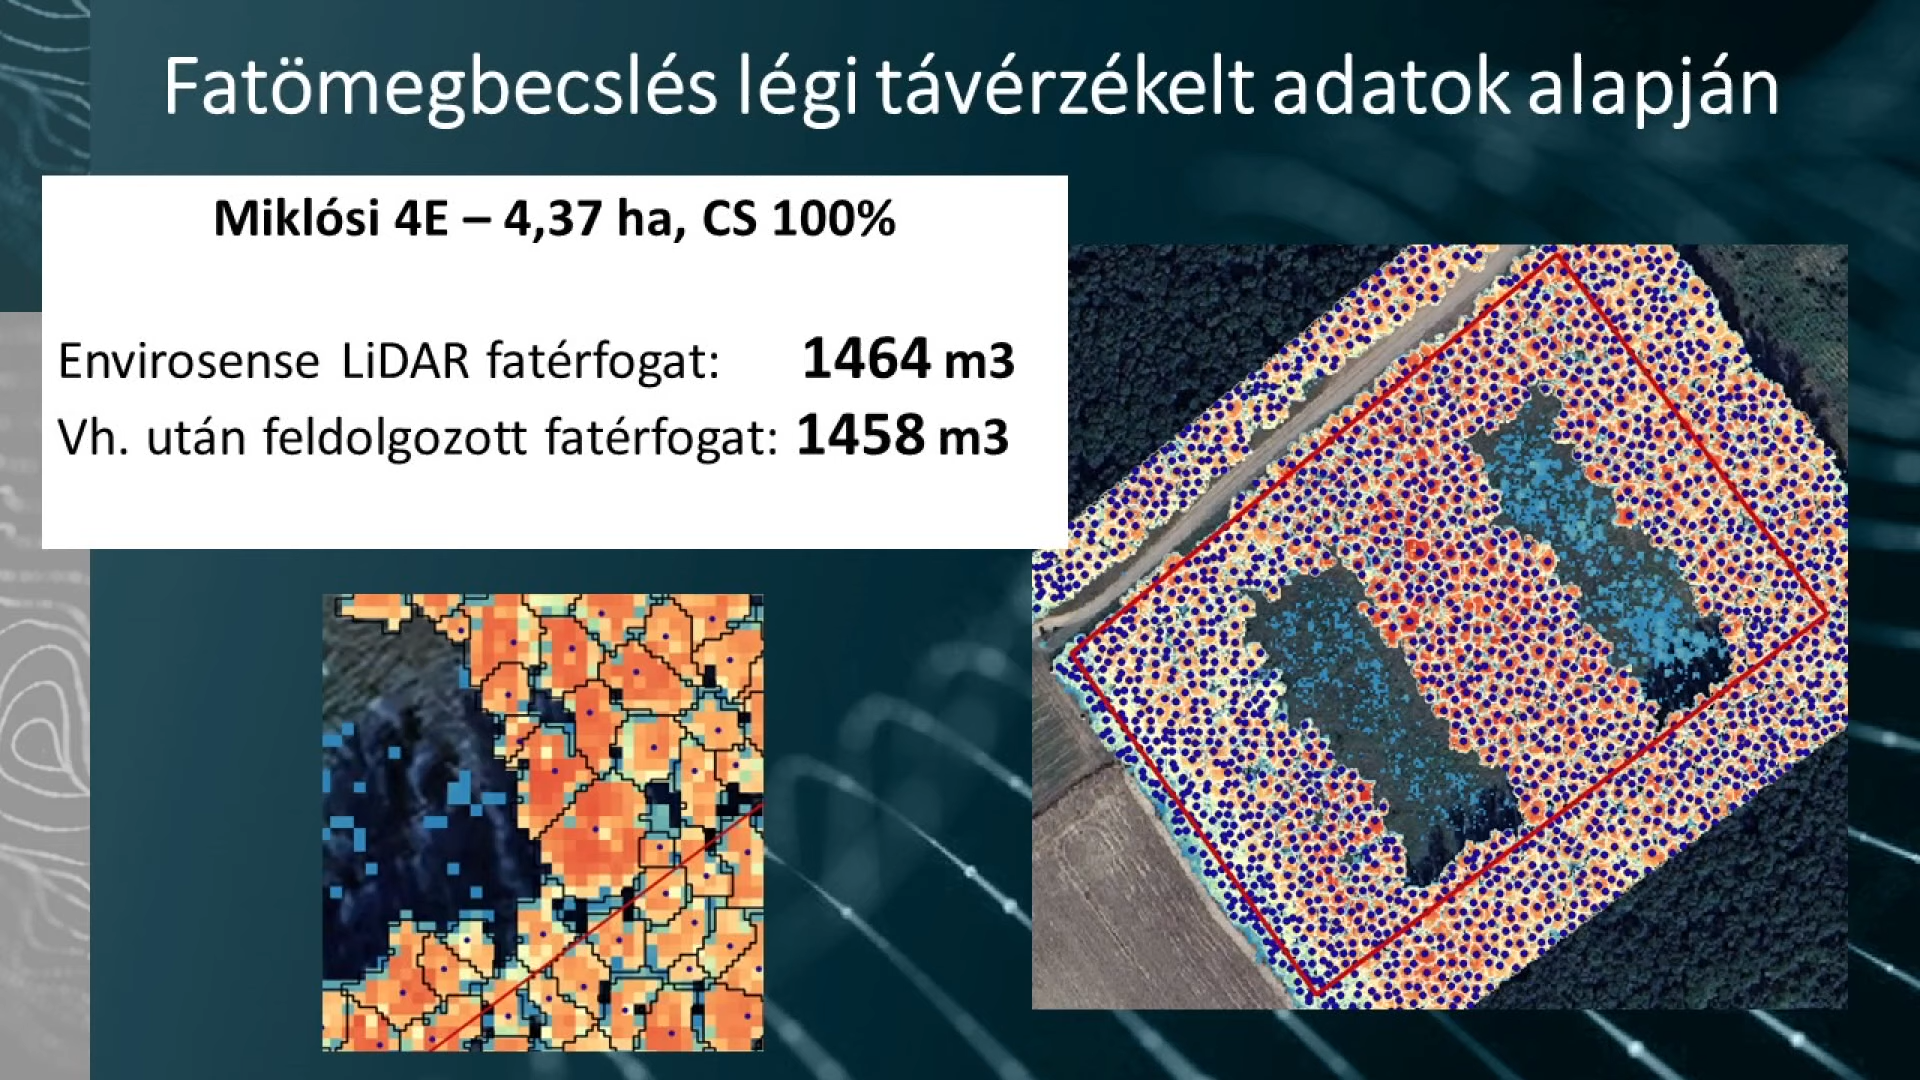 Fatömegbecslés légi távérzékelt adatok alapján
Miklósi 4E – 4,37 ha, CS 100%
Envirosense LiDAR fatérfogat: 1464 m3
Vh. után feldolgozott fatérfogat: 1458 m3